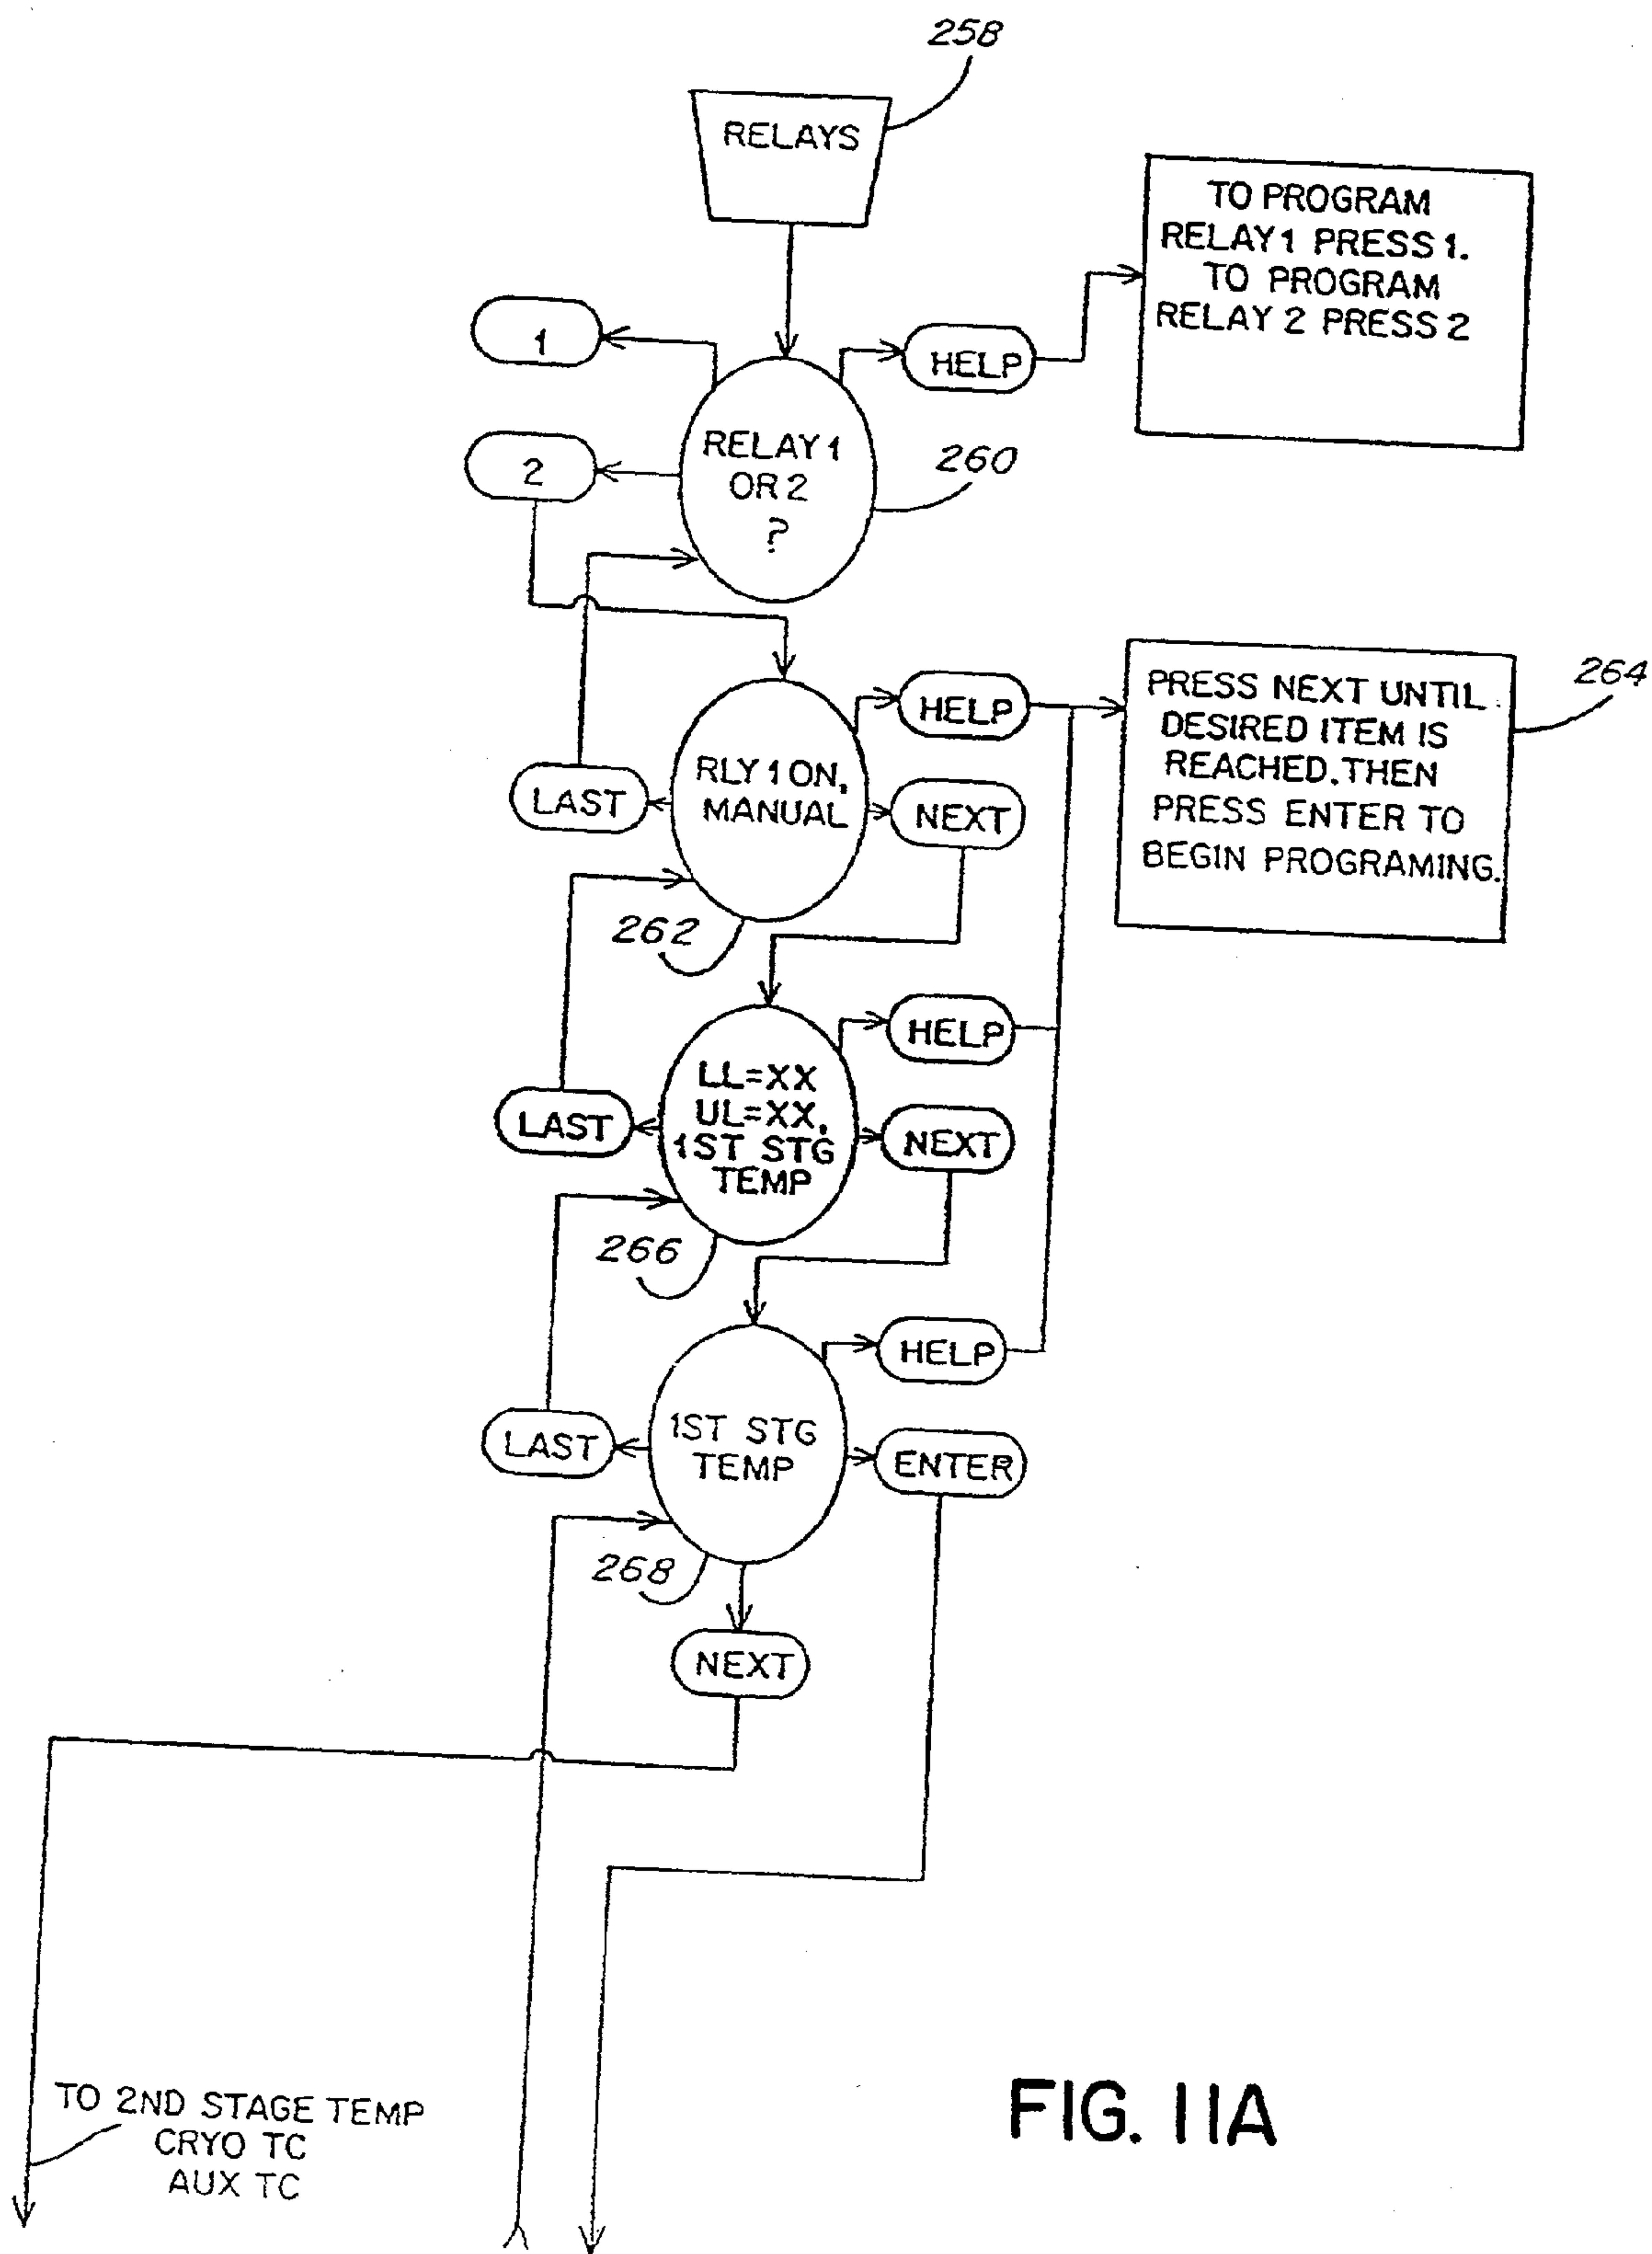 258
RELAYS
TO PROGRAM
RELAY 1 PRESS 1.
TO PROGRAM
RELAY 2 PRESS 2
1
HELP
2
RELAY 1
OR 2
?
260
HELP
PRESS NEXT UNTIL
DESIRED ITEM IS
REACHED. THEN
PRESS ENTER TO
BEGIN PROGRAMING.
264
LAST
RLY 1 ON,
MANUAL
NEXT
262
HELP
LAST
LL=XX
UL=XX,
1ST STG
TEMP
NEXT
266
HELP
LAST
1ST STG
TEMP
ENTER
268
NEXT
TO 2ND STAGE TEMP
CRYO TC
AUX TC
FIG. 11A